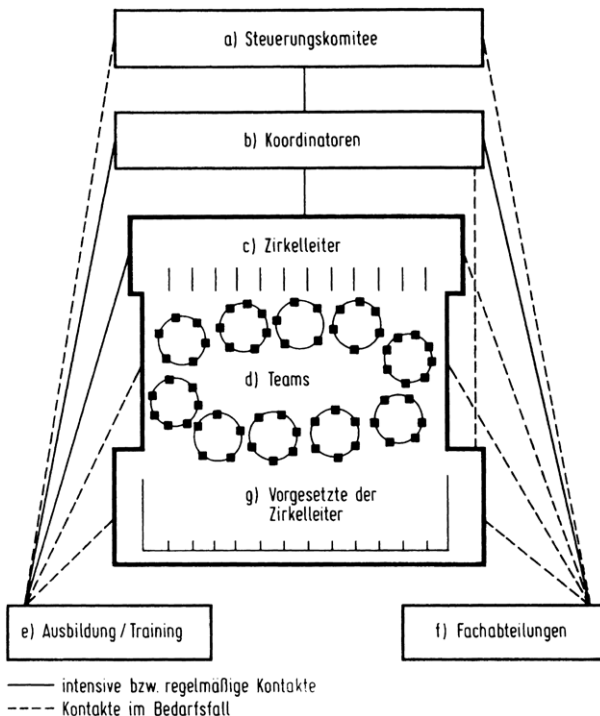 a) Steuerungskomitee
b) Koordinatoren
c) Zirkelleiter
d) Teams
g) Vorgesetzte der
Zirkelleiter
e) Ausbildung / Training
f) Fachabteilungen
intensive bzw. regelmäßige Kontakte
Kontakte im Bedarfsfall